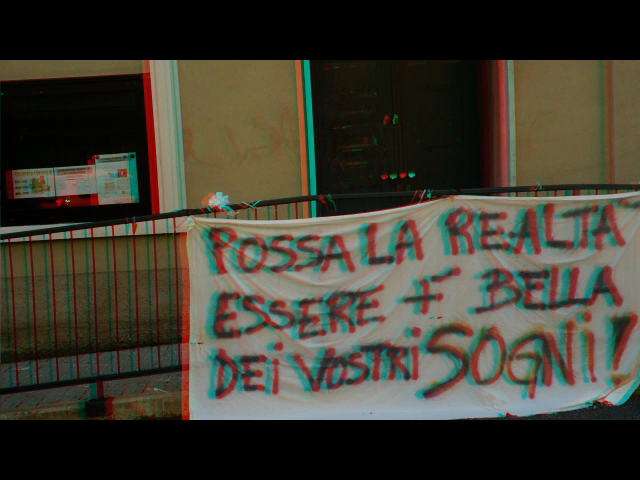 POSSA LA REALTA'
ESSERE + BELLA
DEI VOSTRI SOGNI!